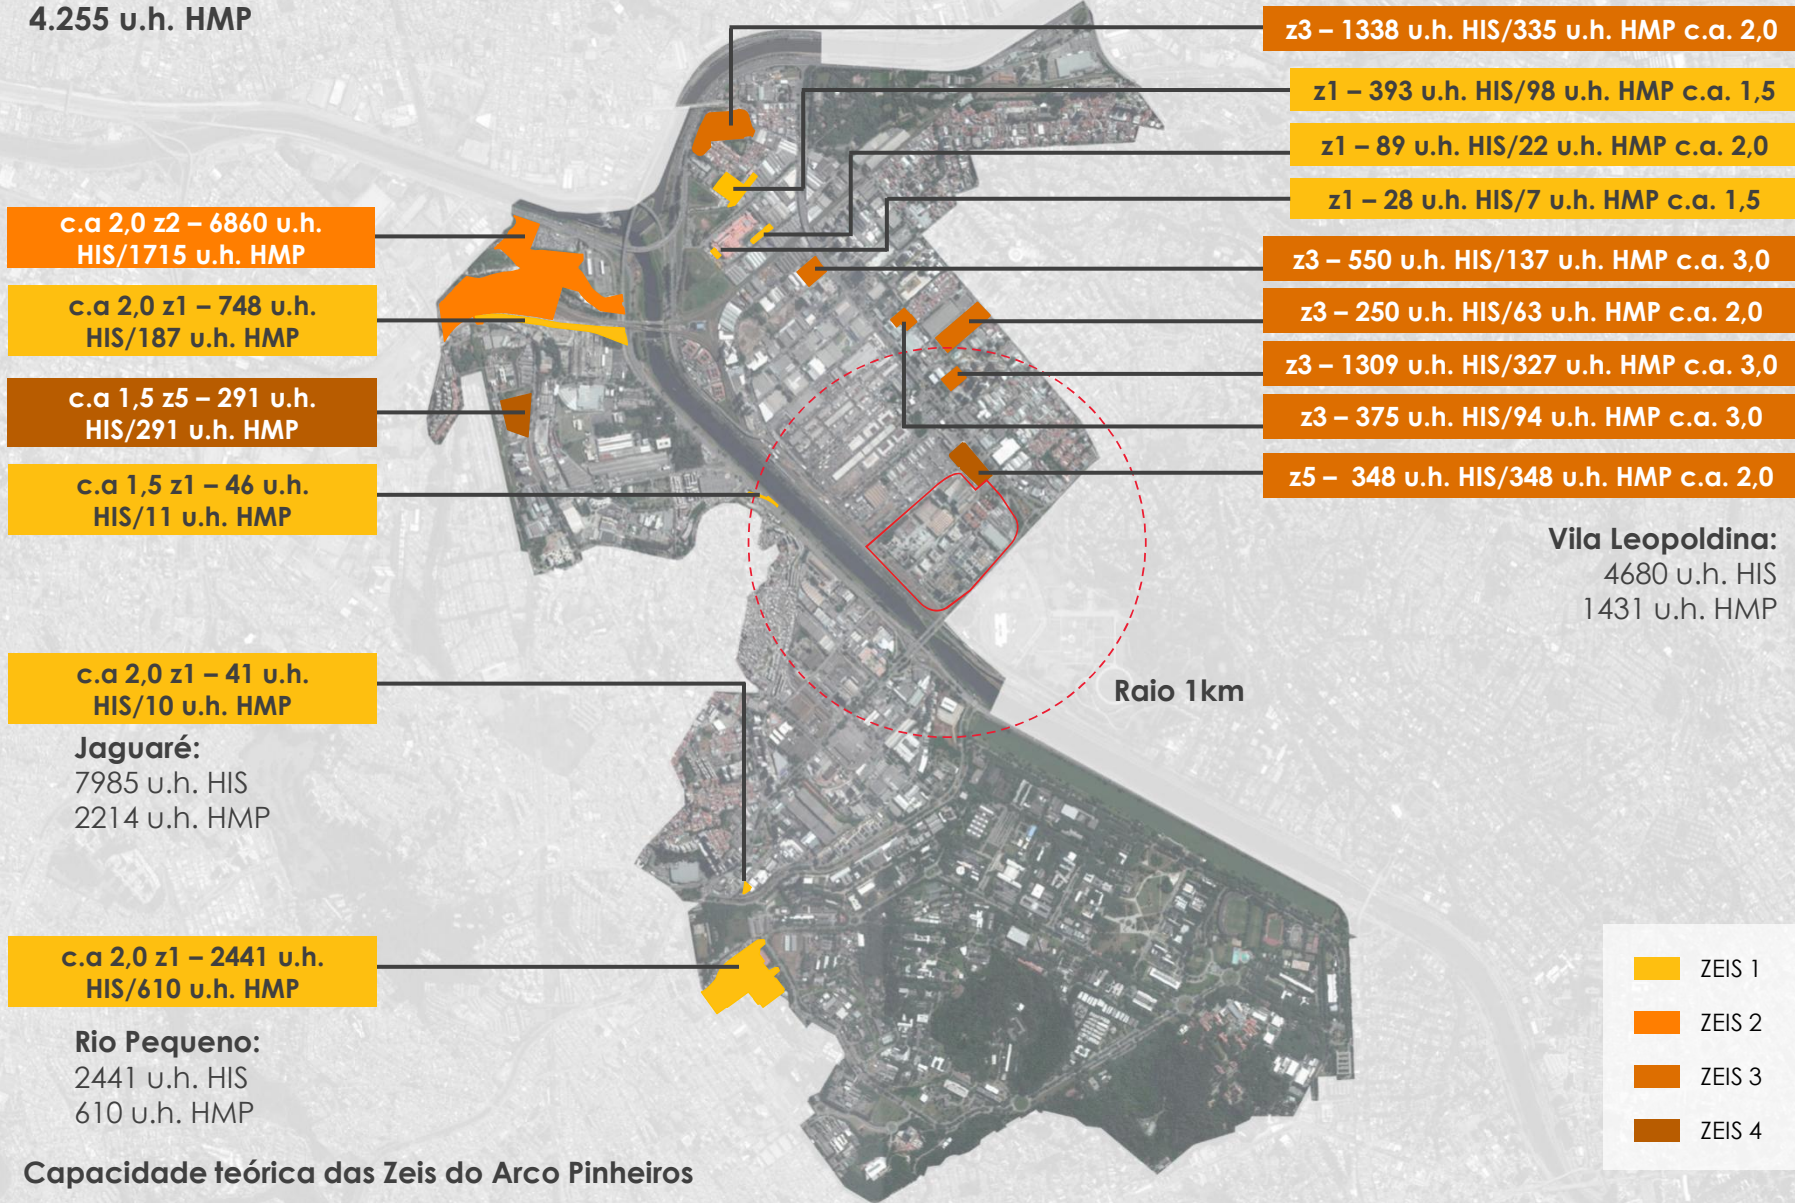 4.255 u.h. HMP
z3 – 1338 u.h. HIS/335 u.h. HMP c.a. 2,0
z1 – 393 u.h. HIS/98 u.h. HMP c.a. 1,5
z1 – 89 u.h. HIS/22 u.h. HMP c.a. 2,0
z1 – 28 u.h. HIS/7 u.h. HMP c.a. 1,5
z3 – 550 u.h. HIS/137 u.h. HMP c.a. 3,0
z3 – 250 u.h. HIS/63 u.h. HMP c.a. 2,0
z3 – 1309 u.h. HIS/327 u.h. HMP c.a. 3,0
z3 – 375 u.h. HIS/94 u.h. HMP c.a. 3,0
z5 – 348 u.h. HIS/348 u.h. HMP c.a. 2,0
Vila Leopoldina:
4680 u.h. HIS
1431 u.h. HMP
c.a 2,0 z2 – 6860 u.h.
HIS/1715 u.h. HMP
c.a 2,0 z1 – 748 u.h.
HIS/187 u.h. HMP
c.a 1,5 z5 – 291 u.h.
HIS/291 u.h. HMP
c.a 1,5 z1 – 46 u.h.
HIS/11 u.h. HMP
c.a 2,0 z1 – 41 u.h.
HIS/10 u.h. HMP
Jaguaré:
7985 u.h. HIS
2214 u.h. HMP
Raio 1km
c.a 2,0 z1 – 2441 u.h.
HIS/610 u.h. HMP
Rio Pequeno:
2441 u.h. HIS
610 u.h. HMP
ZEIS 1
ZEIS 2
ZEIS 3
ZEIS 4
Capacidade teórica das Zeis do Arco Pinheiros